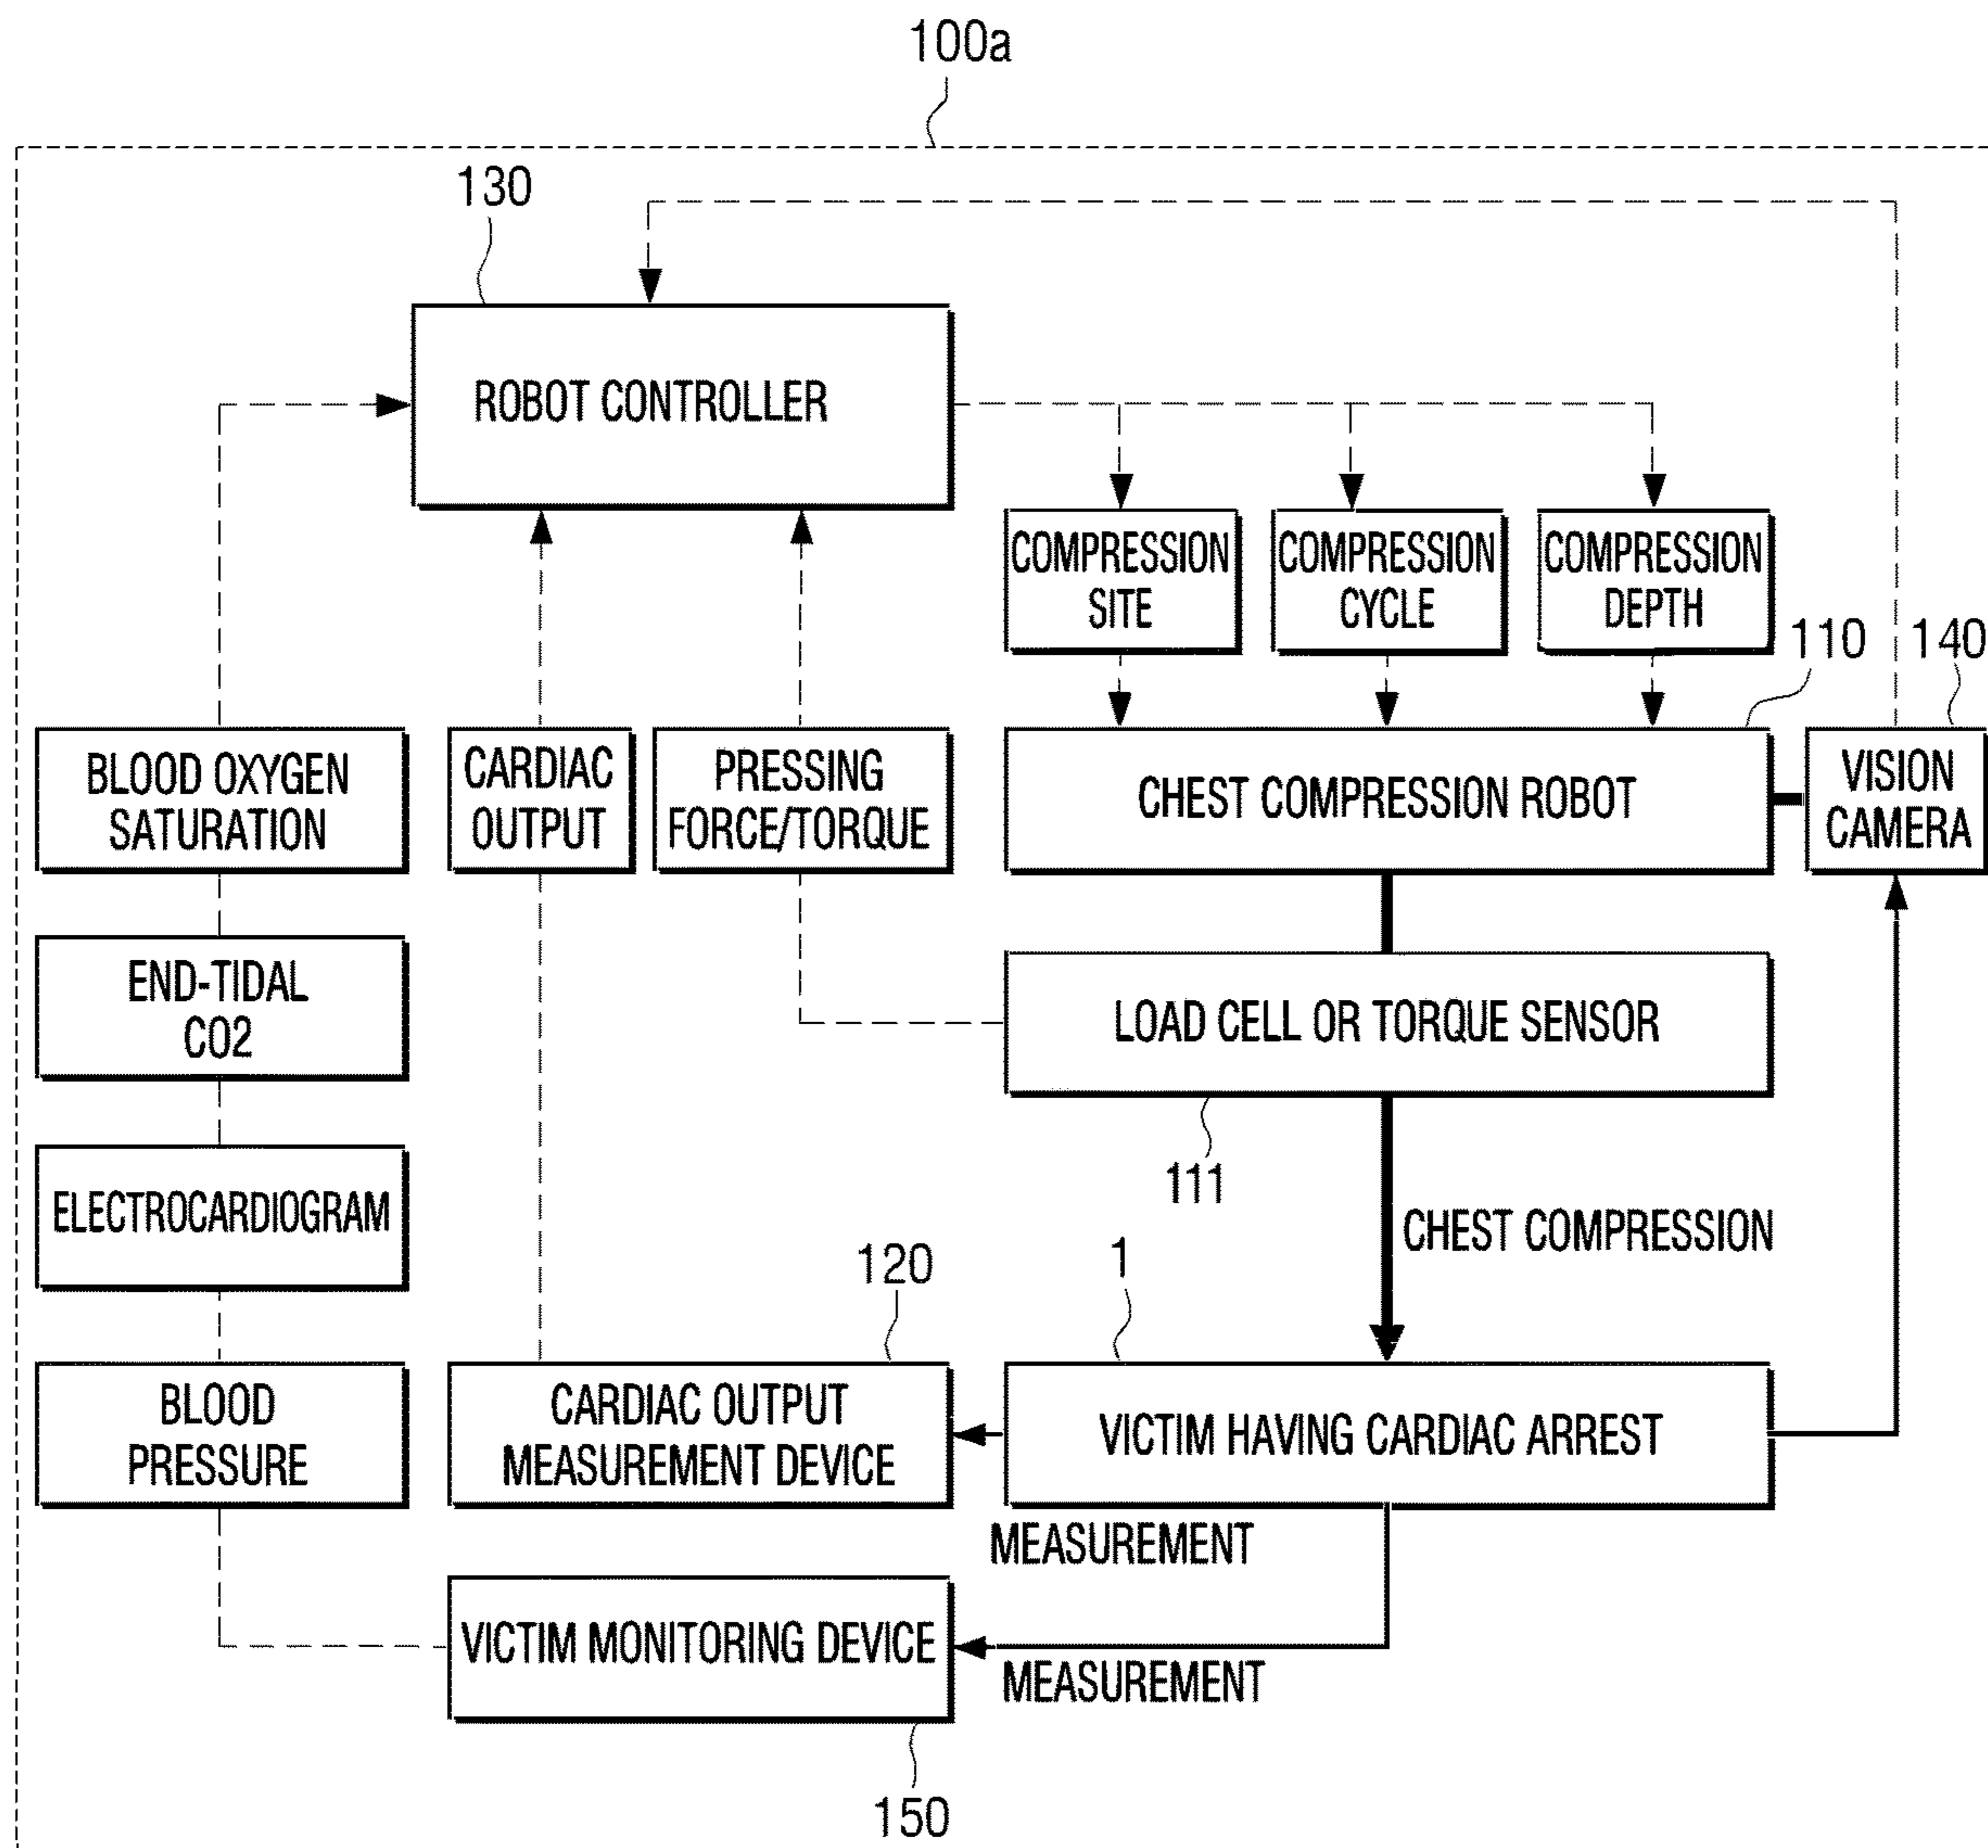 100a
130
ROBOT CONTROLLER
COMPRESSION
SITE
COMPRESSION
CYCLE
COMPRESSION
DEPTH
110
140
BLOOD OXYGEN
SATURATION
CARDIAC
OUTPUT
PRESSING
FORCE/TORQUE
CHEST COMPRESSION ROBOT
VISION
CAMERA
END-TIDAL
CO2
LOAD CELL OR TORQUE SENSOR
111
ELECTROCARDIOGRAM
CHEST COMPRESSION
120
1
BLOOD
PRESSURE
CARDIAC OUTPUT
MEASUREMENT DEVICE
VICTIM HAVING CARDIAC ARREST
MEASUREMENT
VICTIM MONITORING DEVICE
MEASUREMENT
150